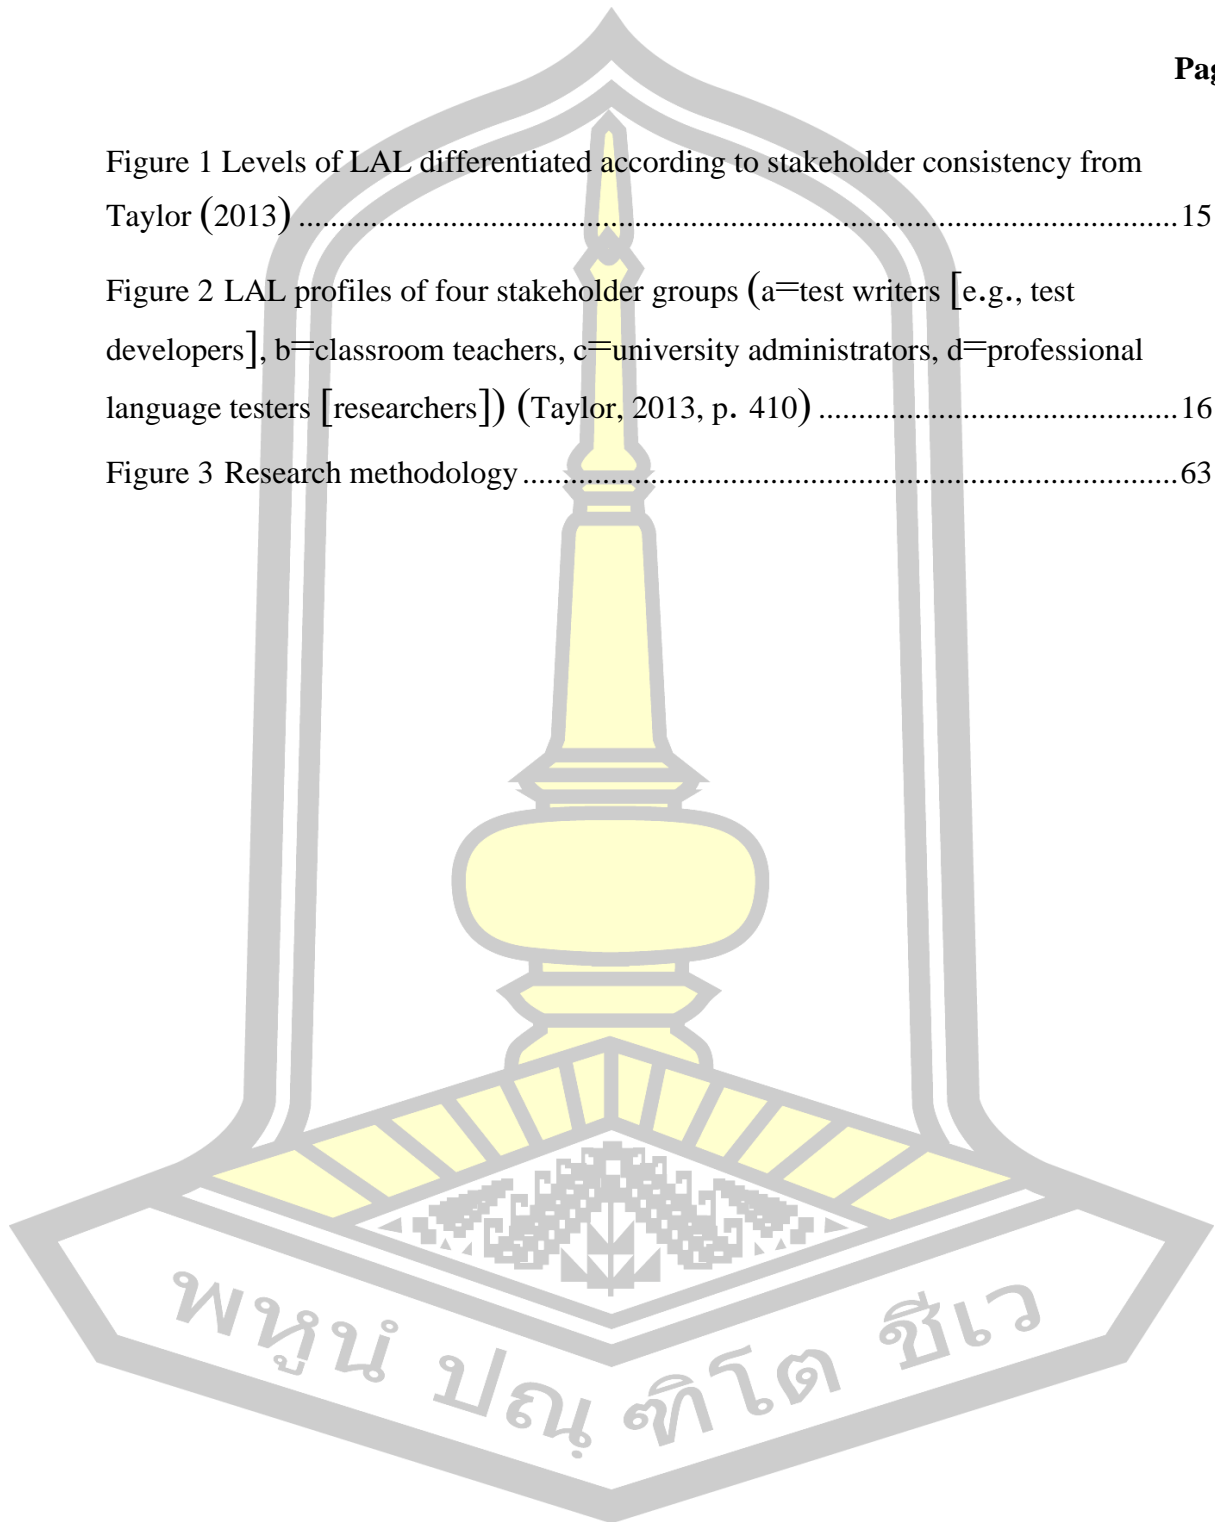 Pag
Figure 1 Levels of LAL differentiated according to stakeholder consistency from
Taylor (2013) ........................................................................................................... 15
Figure 2 LAL profiles of four stakeholder groups (a=test writers [e.g., test
developers], b=classroom teachers, c=university administrators, d=professional
language testers [researchers]) (Taylor, 2013, p. 410) ............................................ 16
Figure 3 Research methodology ................................................................................ 63
พหูนํ ปณฺ ฑิโต ชีเว